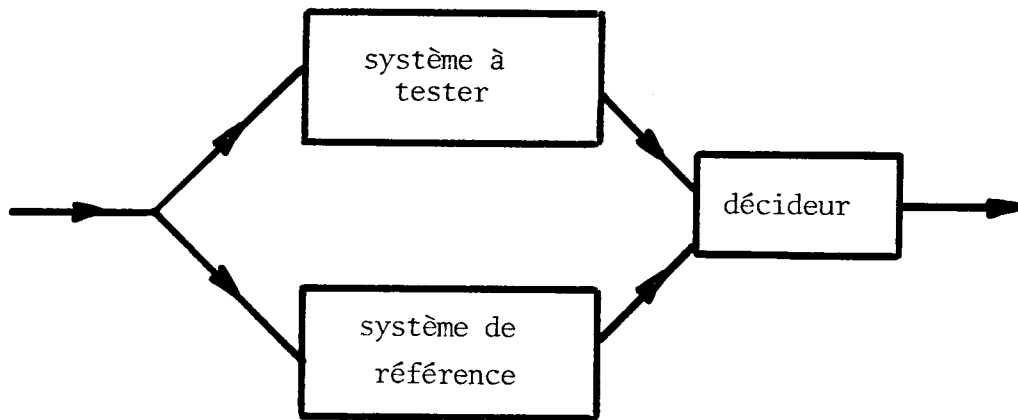 système à
tester
décideur
système de
référence